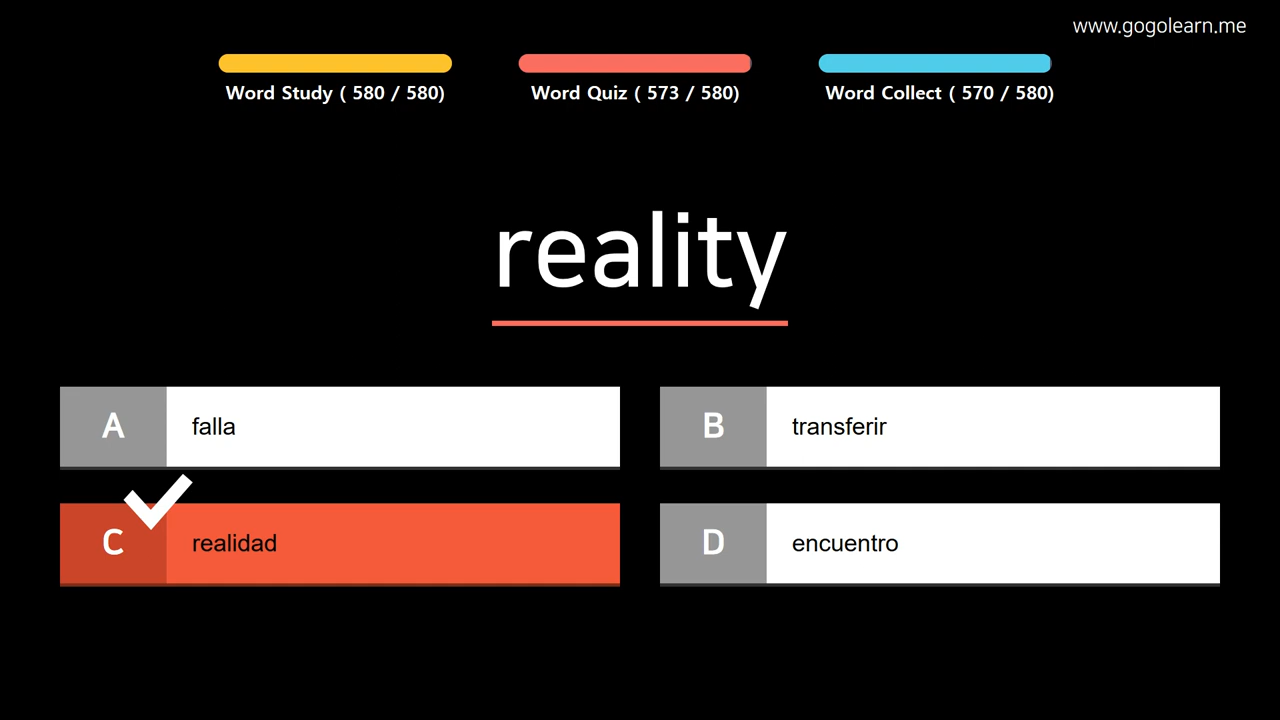 www.gogolearn.me
Word Study ( 580 / 580)
Word Quiz ( 573 / 580)
Word Collect ( 570 / 580)
reality
A
falla
B
transferir
C
realidad
D
encuentro